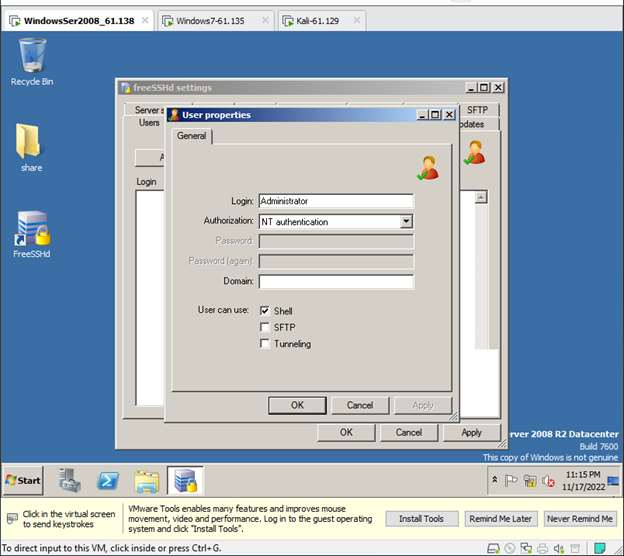 WindowsSer2008_61.138
Windows7-61.135
Kali-61.129
Recycle Bin
freeSSHd settings
Server s
SFTP
Users
pdates
User properties
General
share
A
Login
Login:
Administrator
Authorization:
NT authentication
Password:
Password (again):
Domain:
FreeSSHd
User can use:
Shell
SFTP
Tunneling
OK
Cancel
Apply
OK
Cancel
Apply
rver 2008 R2 Datacenter
Build 7600
This copy of Windows is not genuine
Start
11:15 PM
11/17/2022
Click in the virtual screen
to send keystrokes
VMware Tools enables many features and improves mouse
movement, video and performance. Log in to the guest operating
system and click "Install Tools".
Install Tools
Remind Me Later
Never Remind Me
To direct input to this VM, click inside or press Ctrl+G.